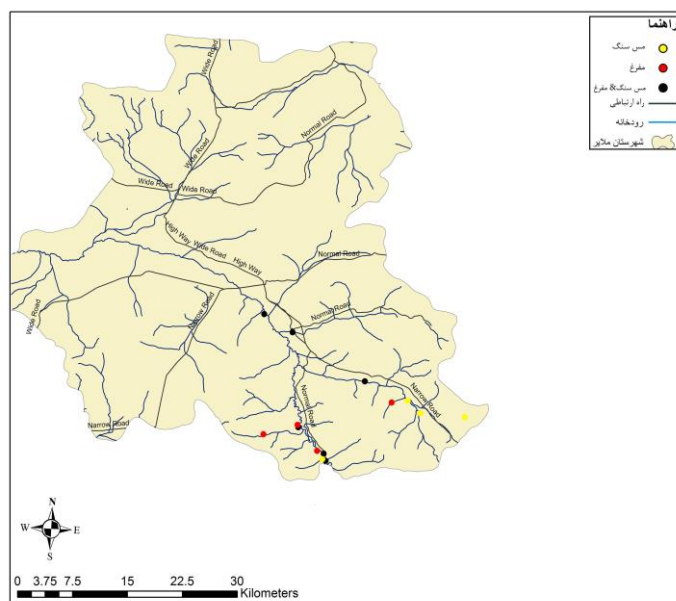 راهنما
مس سنگ
مفرغ
مس سنگ& مفرغ
راه ارتباطی
رودخانه
شهرستان ملایر
Wide Road
Normal Road
Wide Road
Wide Road
Wide Road
High Way
Wide Road
High Way
Normal Road
Wide Road
Narrow Road
Normal Road
Normal Road
Narrow Road
Narrow Road
N
W
E
S
0 3.75 7.5 15 22.5 30
Kilometers